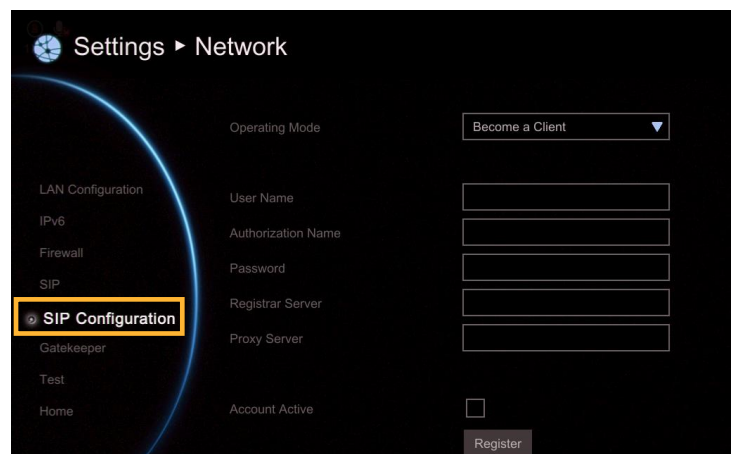 Settings ► Network
Operating Mode
Become a Client
LAN Configuration
IPv6
Firewall
SIP
SIP Configuration
Gatekeeper
Test
Home
User Name
Authorization Name
Password
Registrar Server
Proxy Server
Account Active
Register